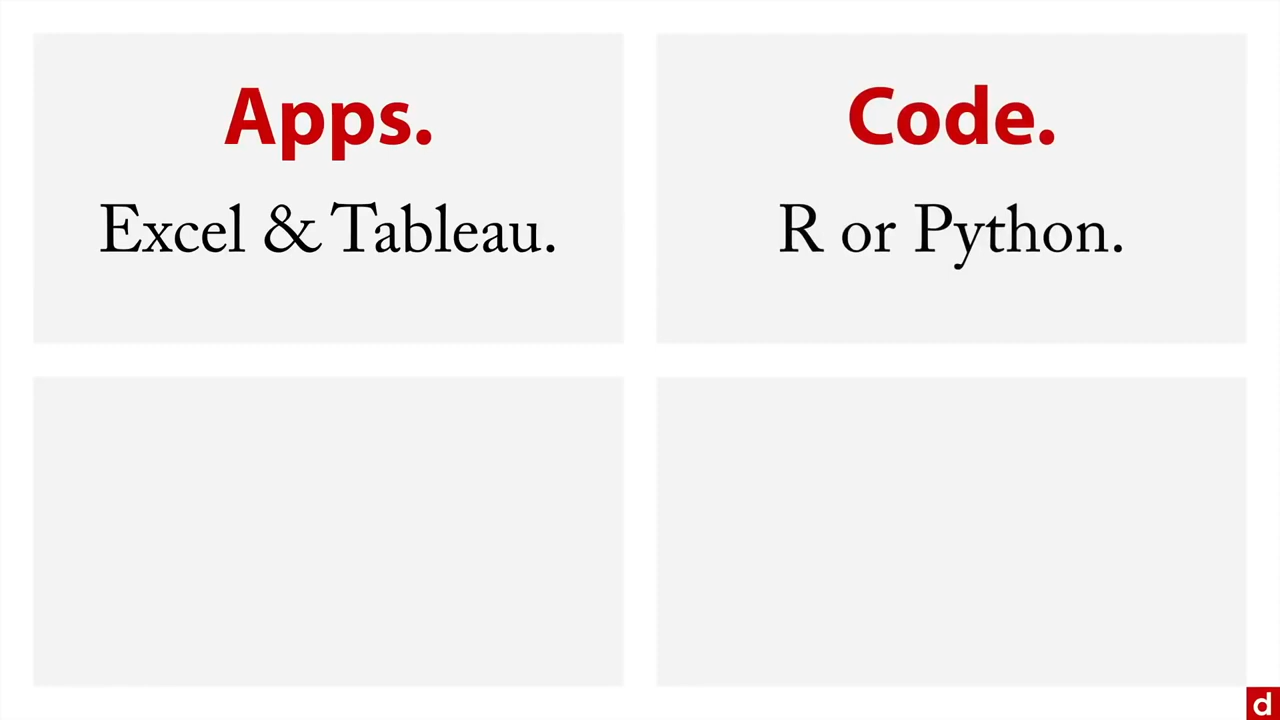 Apps.
Excel & Tableau.
Code.
R or Python.
d